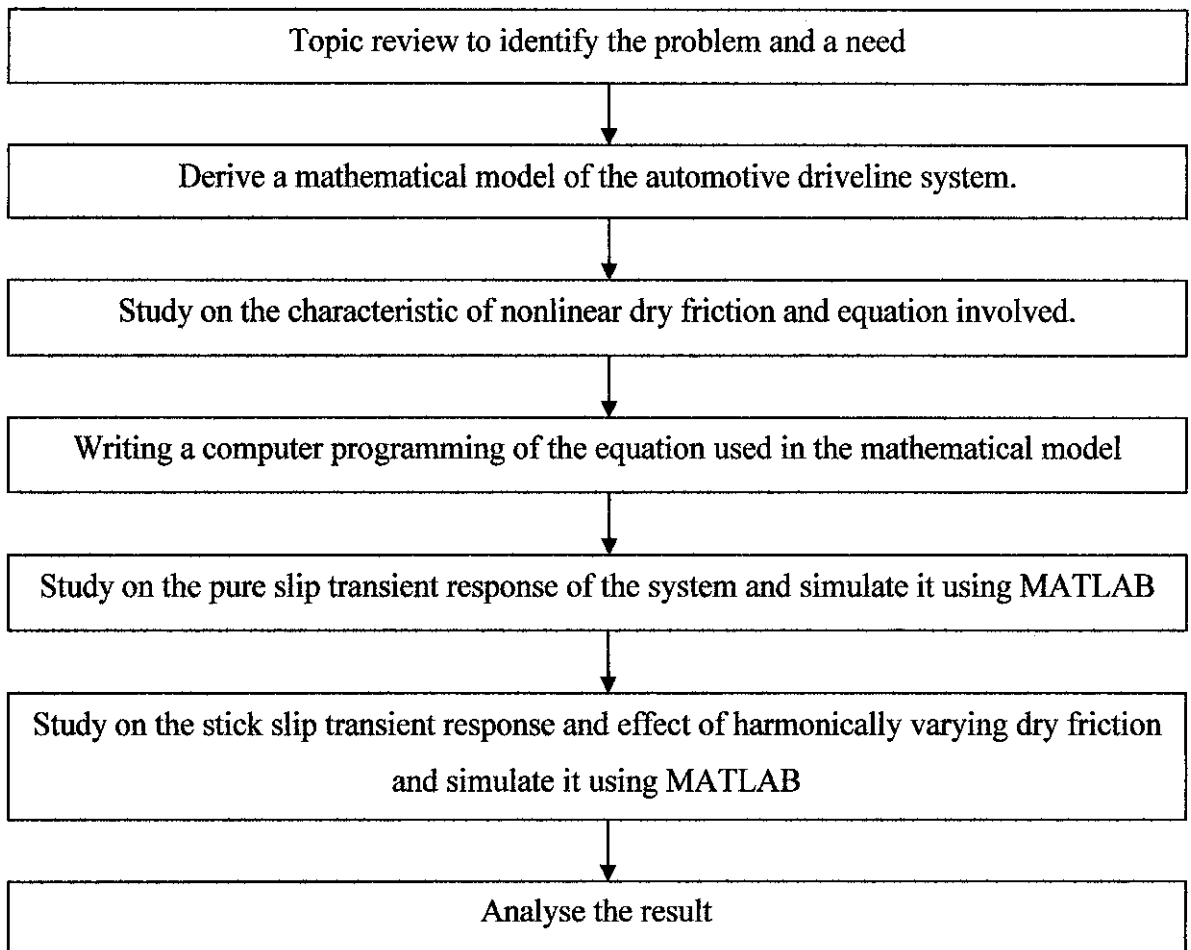 Topic review to identify the problem and a need
Derive a mathematical model of the automotive driveline system.
Study on the characteristic of nonlinear dry friction and equation involved.
Writing a computer programming of the equation used in the mathematical model
Study on the pure slip transient response of the system and simulate it using MATLAB
Study on the stick slip transient response and effect of harmonically varying dry friction
and simulate it using MATLAB
Analyse the result